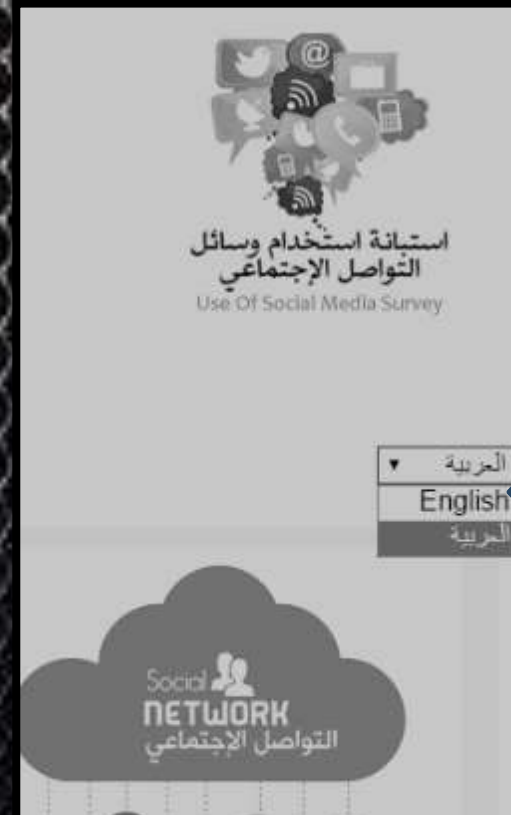 استبانة استخدام وسائل
التواصل الإجتماعي
Use Of Social Media Survey
العربية
English
العربية
Social
NETWORK
التواصل الإجتماعي